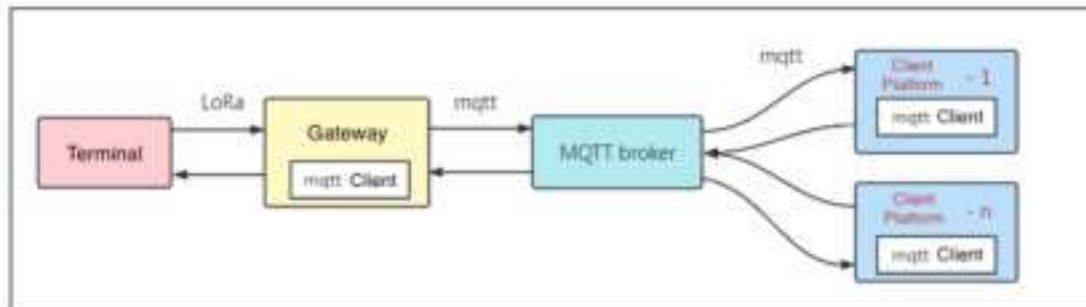 LoRa
mqtt
mqtt
Terminal
Gateway
mqtt Client
MQTT broker
Client
Platform - 1
mqtt Client
Client
Platform - n
mqtt Client